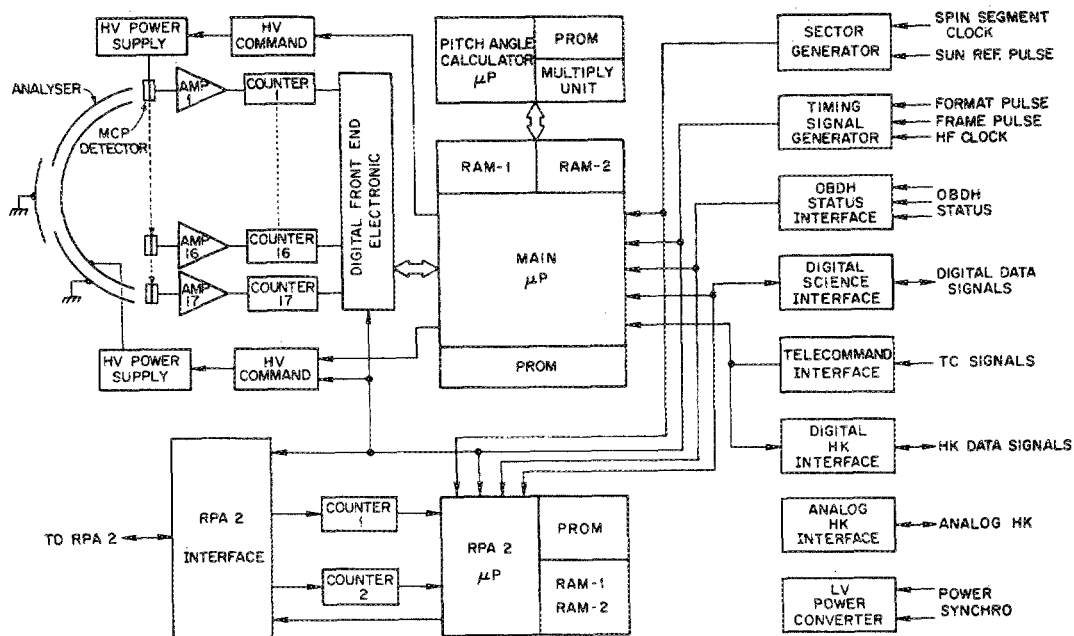 HV POWER
SUPPLY
HV
COMMAND
ANALYSER
MCP
DETECTOR
AMP
1
COUNTER
1
AMP
16
COUNTER
16
AMP
17
COUNTER
17
DIGITAL FRONT END
ELECTRONIC
HV POWER
SUPPLY
HV
COMMAND
PITCH ANGLE
CALCULATOR
μP
PROM
MULTIPLY
UNIT
RAM-1
RAM-2
MAIN
μP
PROM
SECTOR
GENERATOR
SPIN SEGMENT
CLOCK
SUN REF. PULSE
TIMING
SIGNAL
GENERATOR
FORMAT PULSE
FRAME PULSE
HF CLOCK
OBDH
STATUS
INTERFACE
OBDH
STATUS
DIGITAL
SCIENCE
INTERFACE
DIGITAL DATA
SIGNALS
TELECOMMAND
INTERFACE
TC SIGNALS
DIGITAL
HK
INTERFACE
HK DATA SIGNALS
ANALOG
HK
INTERFACE
ANALOG HK
LV
POWER
CONVERTER
POWER
SYNCHRO
TO RPA 2
RPA 2
INTERFACE
COUNTER
1
COUNTER
2
RPA 2
μP
PROM
RAM-1
RAM-2